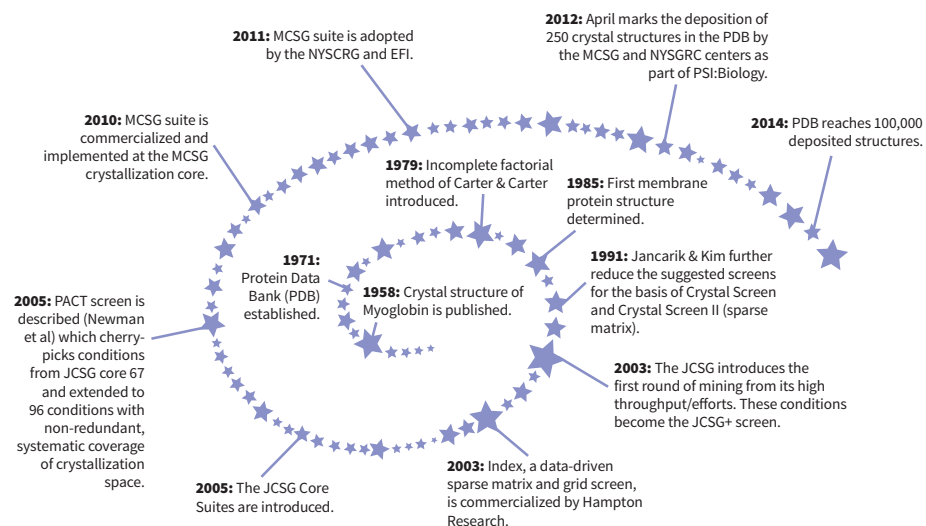 2012: April marks the deposition of
250 crystal structures in the PDB by
the MCSG and NYSGRC centers as
part of PSI:Biology.
2011: MCSG suite is adopted
by the NYSCRG and EFI.
2010: MCSG suite is
commercialized and
implemented at the MCSG
crystallization core.
2014: PDB reaches 100,000
deposited structures.
1979: Incomplete factorial
method of Carter & Carter
introduced.
1985: First membrane
protein structure
determined.
1971:
Protein Data
Bank (PDB)
established.
1958: Crystal structure of
Myoglobin is published.
1991: Jancarik & Kim further
reduce the suggested screens
for the basis of Crystal Screen
and Crystal Screen II (sparse
matrix).
2005: PACT screen is
described (Newman
et al) which cherry-
picks conditions
from JCSG core 67
and extended to
96 conditions with
non-redundant,
systematic coverage
of crystallization
space.
2003: The JCSG introduces the
first round of mining from its high
throughput/efforts. These conditions
become the JCSG+ screen.
2005: The JCSG Core
Suites are introduced.
2003: Index, a data-driven
sparse matrix and grid screen,
is commercialized by Hampton
Research.